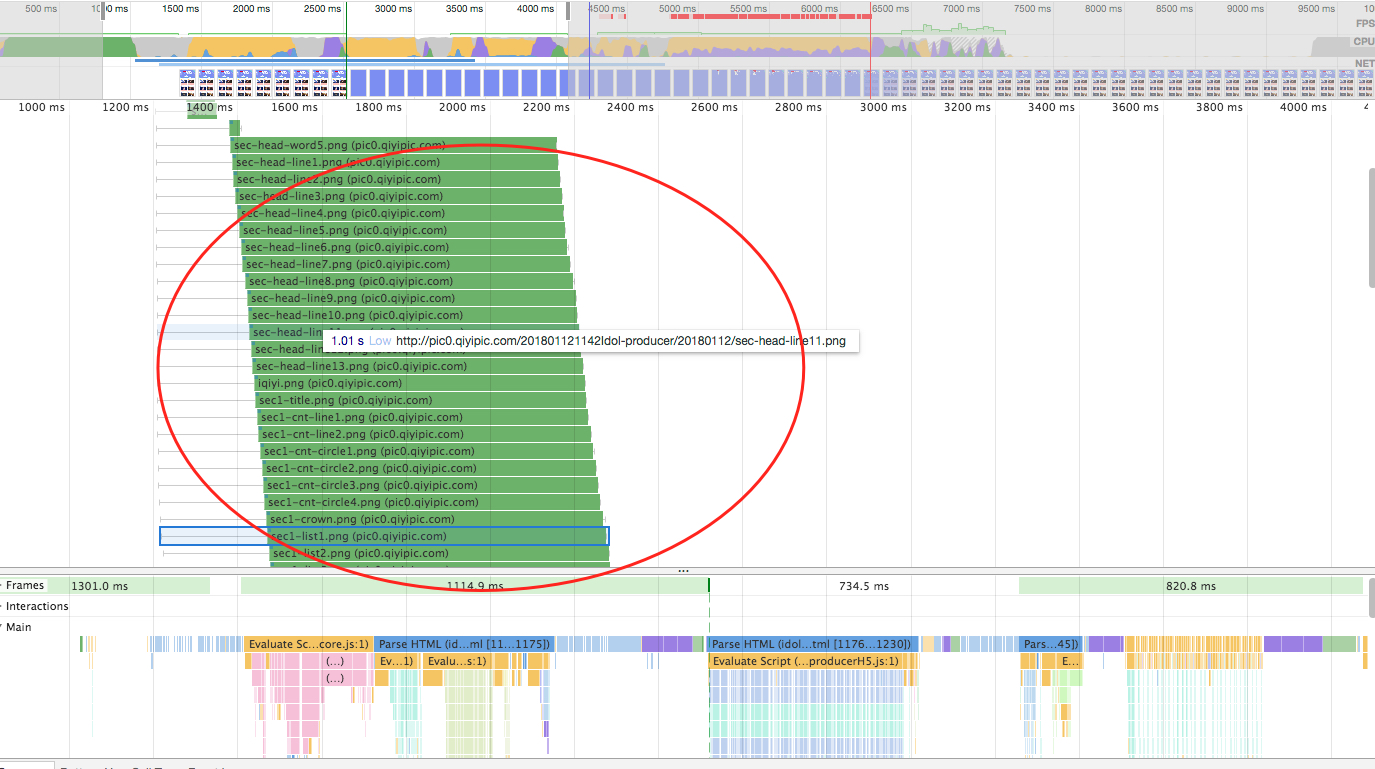 500 ms 1000 ms 1500 ms 2000 ms 2500 ms 3000 ms 3500 ms 4000 ms 4500 ms 5000 ms 5500 ms 6000 ms 6500 ms 7000 ms 7500 ms 8000 ms 8500 ms 9000 ms 9500 ms
FPS
CPU
NET
1000 ms 1200 ms 1400 ms 1600 ms 1800 ms 2000 ms 2200 ms 2400 ms 2600 ms 2800 ms 3000 ms 3200 ms 3400 ms 3600 ms 3800 ms 4000 ms 4
sec-head-word5.png (pic0.qiyipic.com)
sec-head-line1.png (pic0.qiyipic.com)
sec-head-line2.png (pic0.qiyipic.com)
sec-head-line3.png (pic0.qiyipic.com)
sec-head-line4.png (pic0.qiyipic.com)
sec-head-line5.png (pic0.qiyipic.com)
sec-head-line6.png (pic0.qiyipic.com)
sec-head-line7.png (pic0.qiyipic.com)
sec-head-line8.png (pic0.qiyipic.com)
sec-head-line9.png (pic0.qiyipic.com)
sec-head-line10.png (pic0.qiyipic.com)
sec-head-lin
1.01 s Low http://pic0.qiyipic.com/201801121142Idol-producer/20180112/sec-head-line11.png
sec-head-line13.png (pic0.qiyipic.com)
iqiyi.png (pic0.qiyipic.com)
sec1-title.png (pic0.qiyipic.com)
sec1-cnt-line1.png (pic0.qiyipic.com)
sec1-cnt-line2.png (pic0.qiyipic.com)
sec1-cnt-circle1.png (pic0.qiyipic.com)
sec1-cnt-circle2.png (pic0.qiyipic.com)
sec1-cnt-circle3.png (pic0.qiyipic.com)
sec1-cnt-circle4.png (pic0.qiyipic.com)
sec1-crown.png (pic0.qiyipic.com)
sec1-list1.png (pic0.qiyipic.com)
sec1-list2.png (pic0.qiyipic.com)
...
Frames 1301.0 ms 1114.9 ms 734.5 ms 820.8 ms
Interactions
Main
Evaluate Sc...core.js:1) Parse HTML (id...ml [11...1175]) Parse HTML (idol...tml [1176...1230]) Pars...45])
(...) Ev...1) Evalu...s:1) Evaluate Script (...producerH5.js:1) E...
(...)